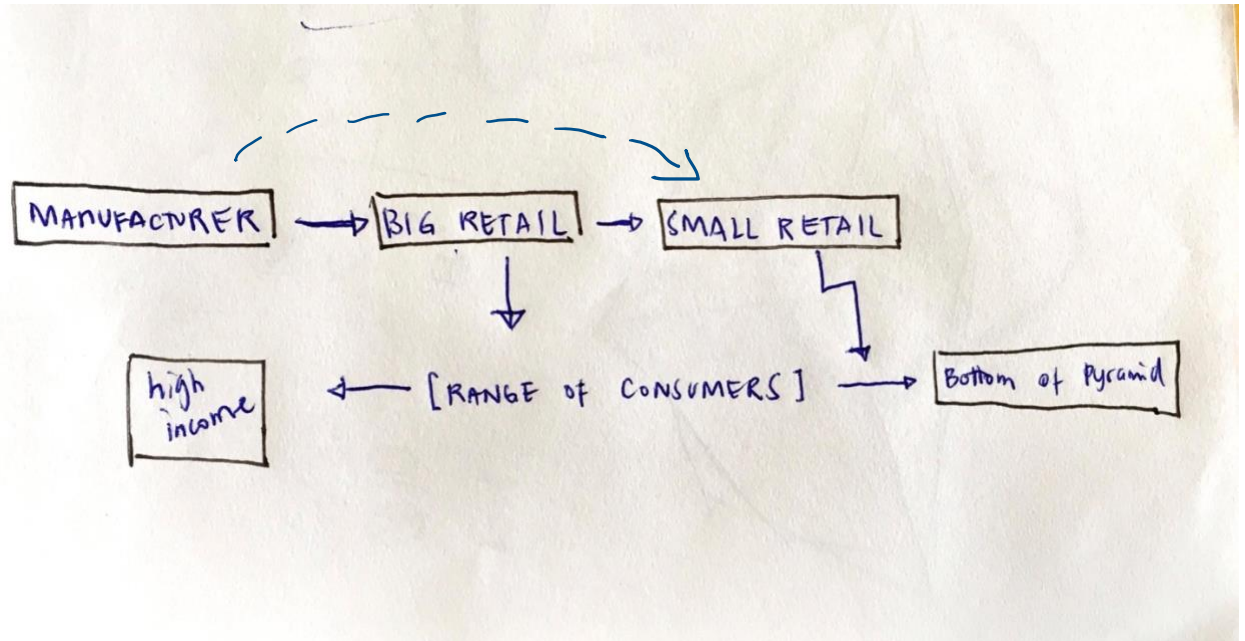 MANUFACTURER
BIG RETAIL
SMALL RETAIL
high
income
[RANGE of CONSUMERS]
Bottom of Pyramid